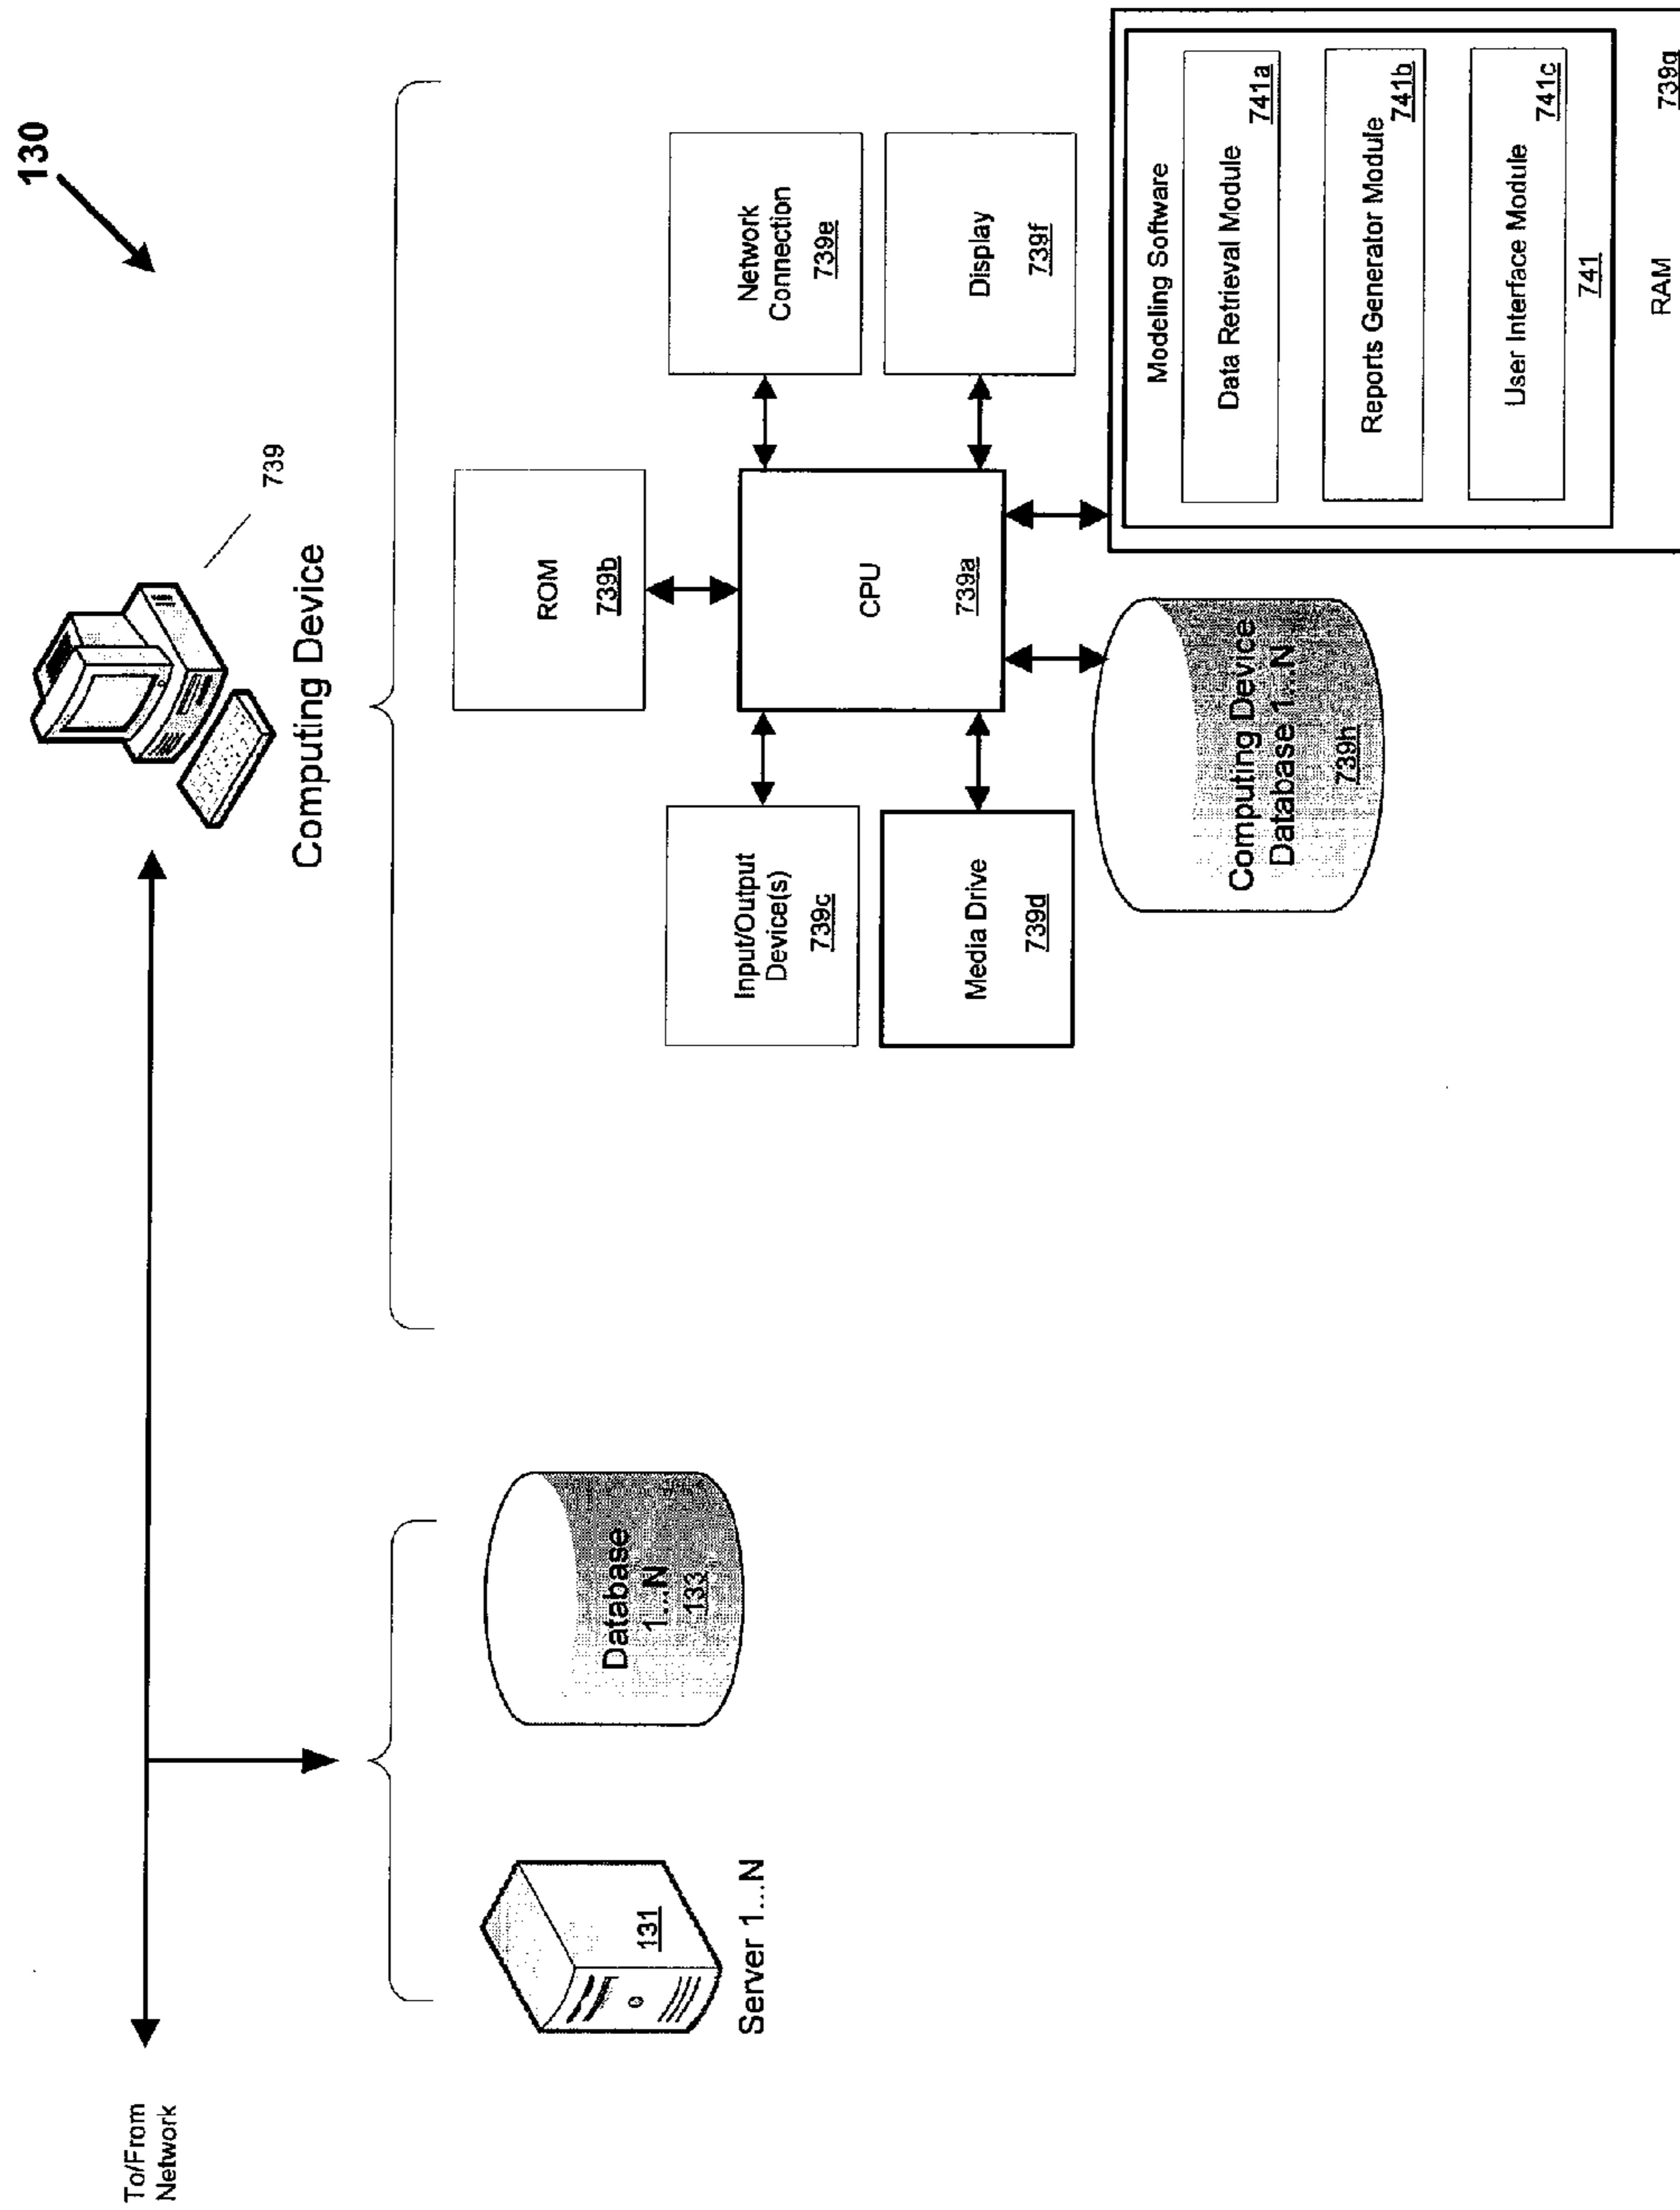 130
739
To/From
Network
Computing Device
131
Server 1...N
Database
1...N
133
ROM
739b
Input/Output
Device(s)
739c
CPU
739a
Network
Connection
739e
Media Drive
739d
Display
739f
Computing Device
Database 1...N
739h
Modeling Software
Data Retrieval Module
741a
Reports Generator Module
741b
User Interface Module
741c
741
RAM
739g